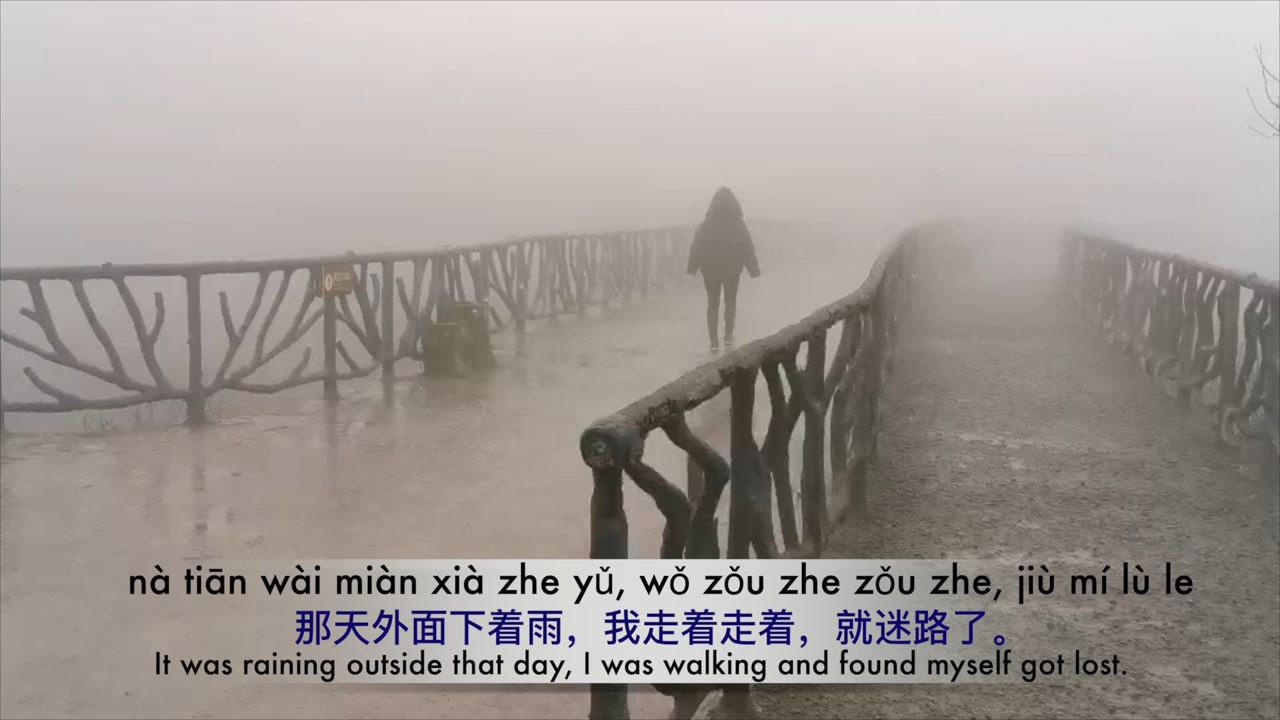 nà tiān wài miàn xià zhe yǔ, wǒ zǒu zhe zǒu zhe, jiù mí lù le
那天外面下着雨，我走着走着，就迷路了。
It was raining outside that day, I was walking and found myself got lost.